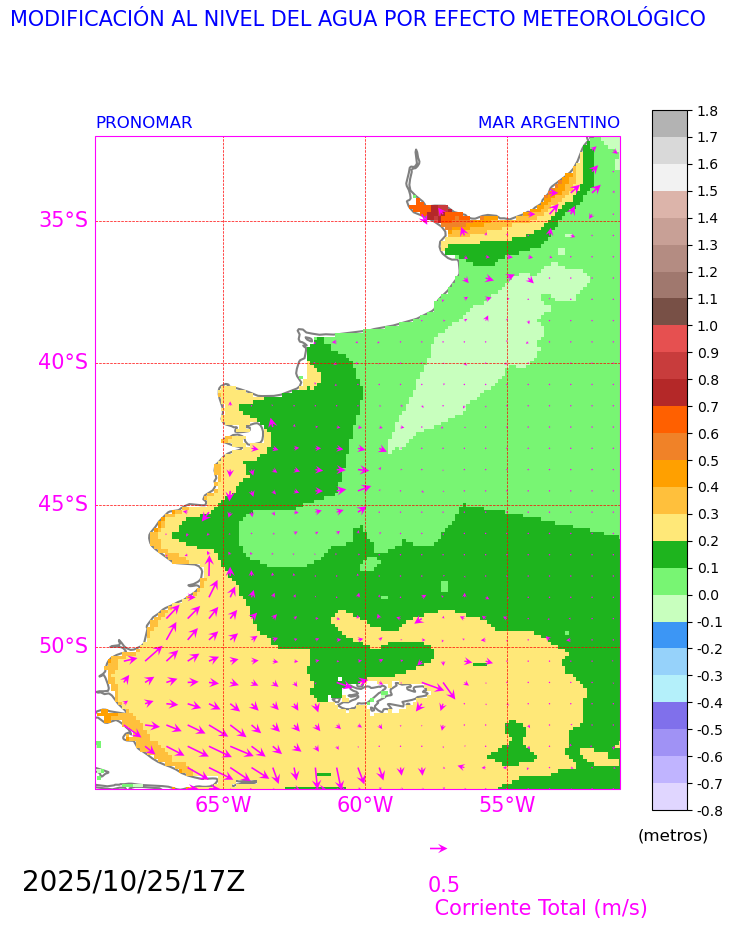 MODIFICACIÓN AL NIVEL DEL AGUA POR EFECTO METEOROLÓGICO
PRONOMAR MAR ARGENTINO
1.8
1.7
1.6
1.5
1.4
1.3
1.2
1.1
1.0
0.9
0.8
0.7
0.6
0.5
0.4
0.3
0.2
0.1
0.0
-0.1
-0.2
-0.3
-0.4
-0.5
-0.6
-0.7
-0.8
(metros)
35°S
40°S
45°S
50°S
65°W 60°W 55°W
2025/10/25/17Z
0.5
Corriente Total (m/s)